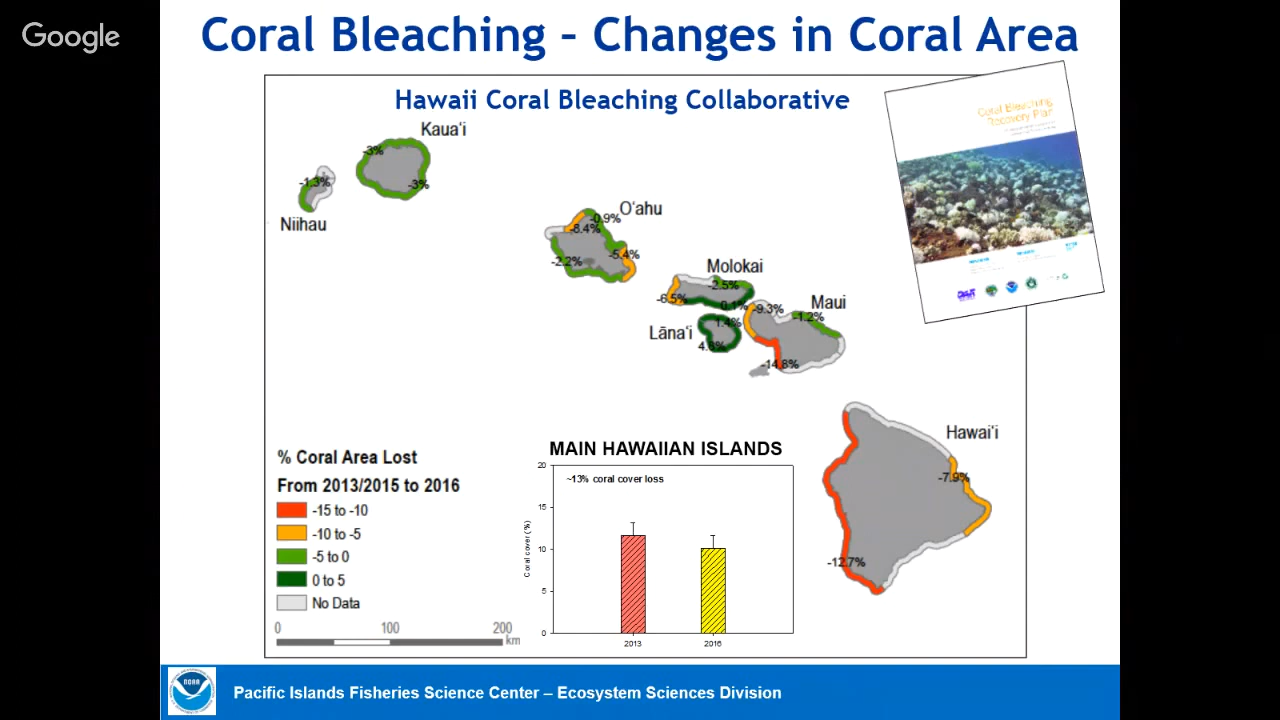 Google
Coral Bleaching - Changes in Coral Area
Hawaii Coral Bleaching Collaborative
Coral Bleaching
Recovery Plan
Kaua'i
-3%
-3%
-1.3%
Niihau
O'ahu
-0.9%
-8.4%
-5.4%
-2.2%
Molokai
-2.5%
-6.5%
0.1%
Maui
-9.3%
-1.2%
Lāna'i
1.4%
-14.8%
Hawai'i
-7.9%
-12.7%
% Coral Area Lost
From 2013/2015 to 2016
-15 to -10
-10 to -5
-5 to 0
0 to 5
No Data
0 100 200
km
MAIN HAWAIIAN ISLANDS
~13% coral cover loss
Coral cover (%)
20
15
10
5
0
2013 2016
NOAA
Pacific Islands Fisheries Science Center – Ecosystem Sciences Division